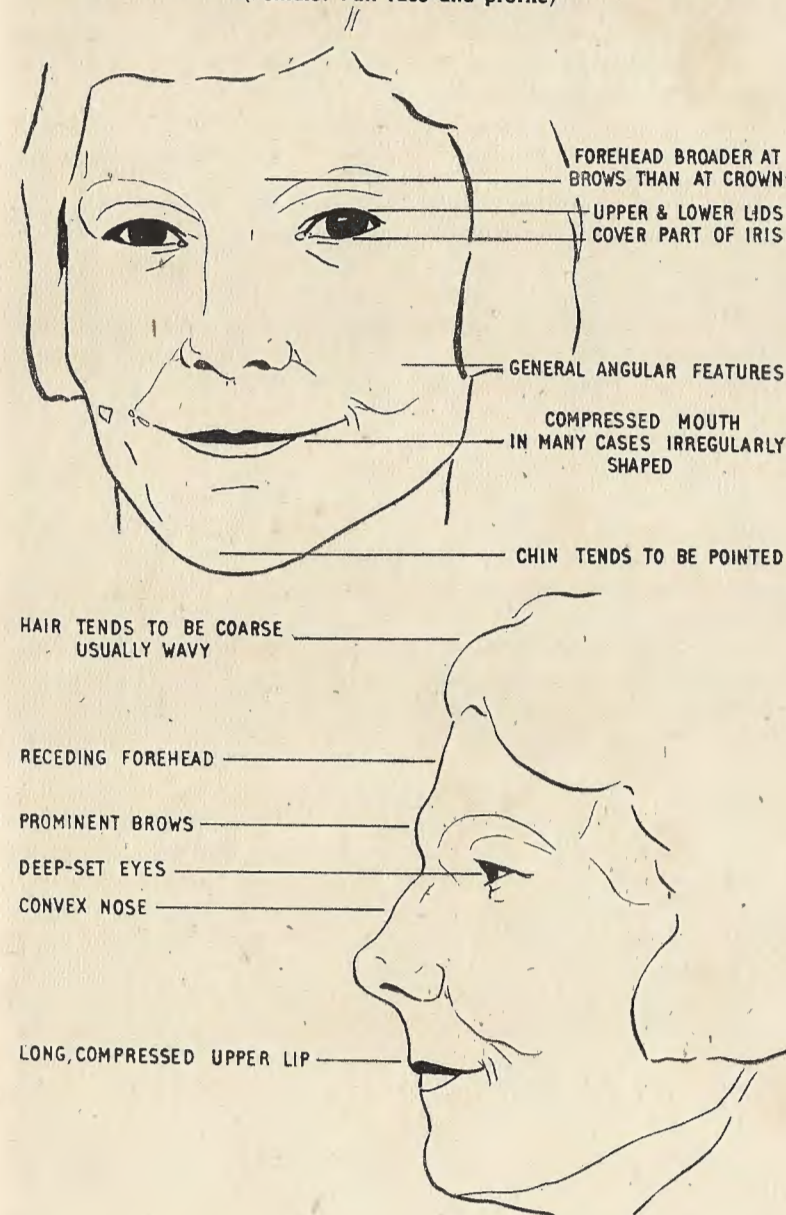 FOREHEAD BROADER AT
BROWS THAN AT CROWN
UPPER & LOWER LIDS
COVER PART OF IRIS
GENERAL ANGULAR FEATURES
COMPRESSED MOUTH
IN MANY CASES IRREGULARLY
SHAPED
CHIN TENDS TO BE POINTED
HAIR TENDS TO BE COARSE
USUALLY WAVY
RECEDING FOREHEAD
PROMINENT BROWS
DEEP-SET EYES
CONVEX NOSE
LONG, COMPRESSED UPPER LIP